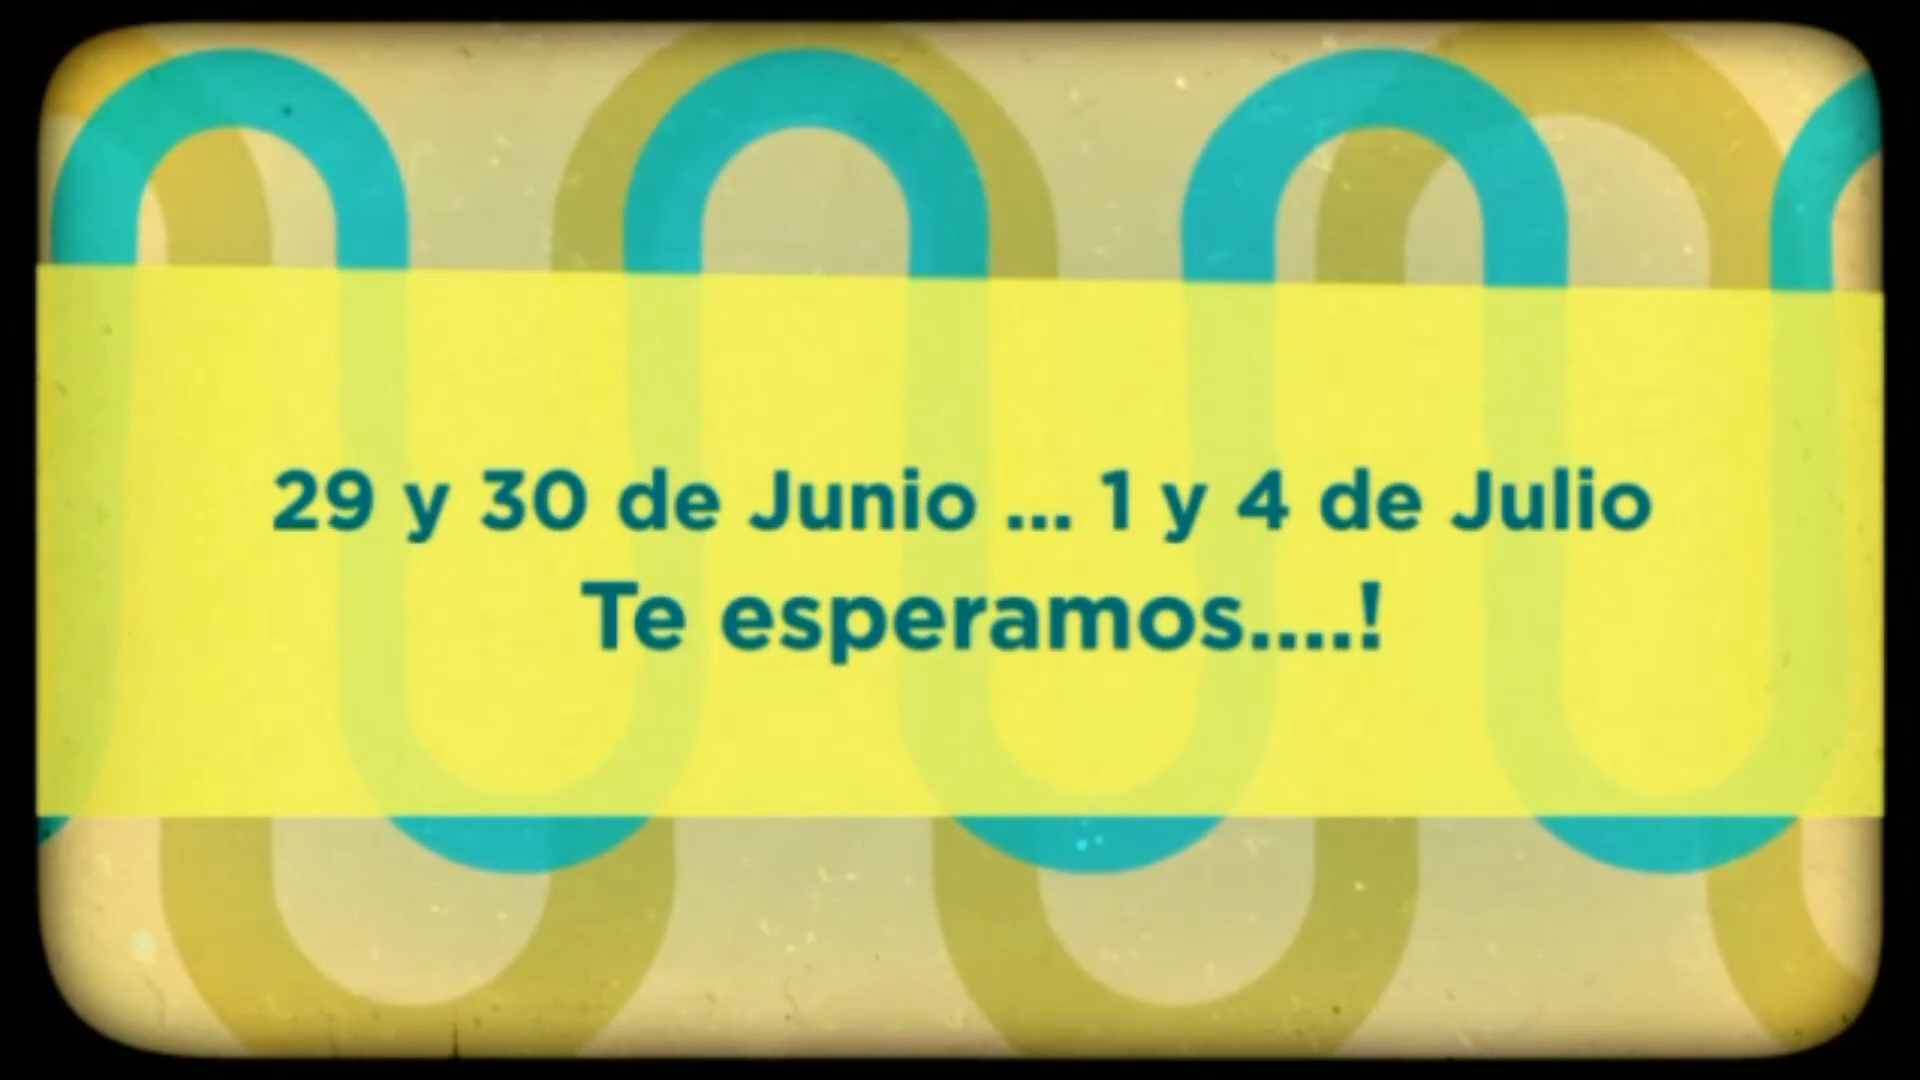 29 y 30 de Junio ... 1 y 4 de Julio
Te esperamos....!